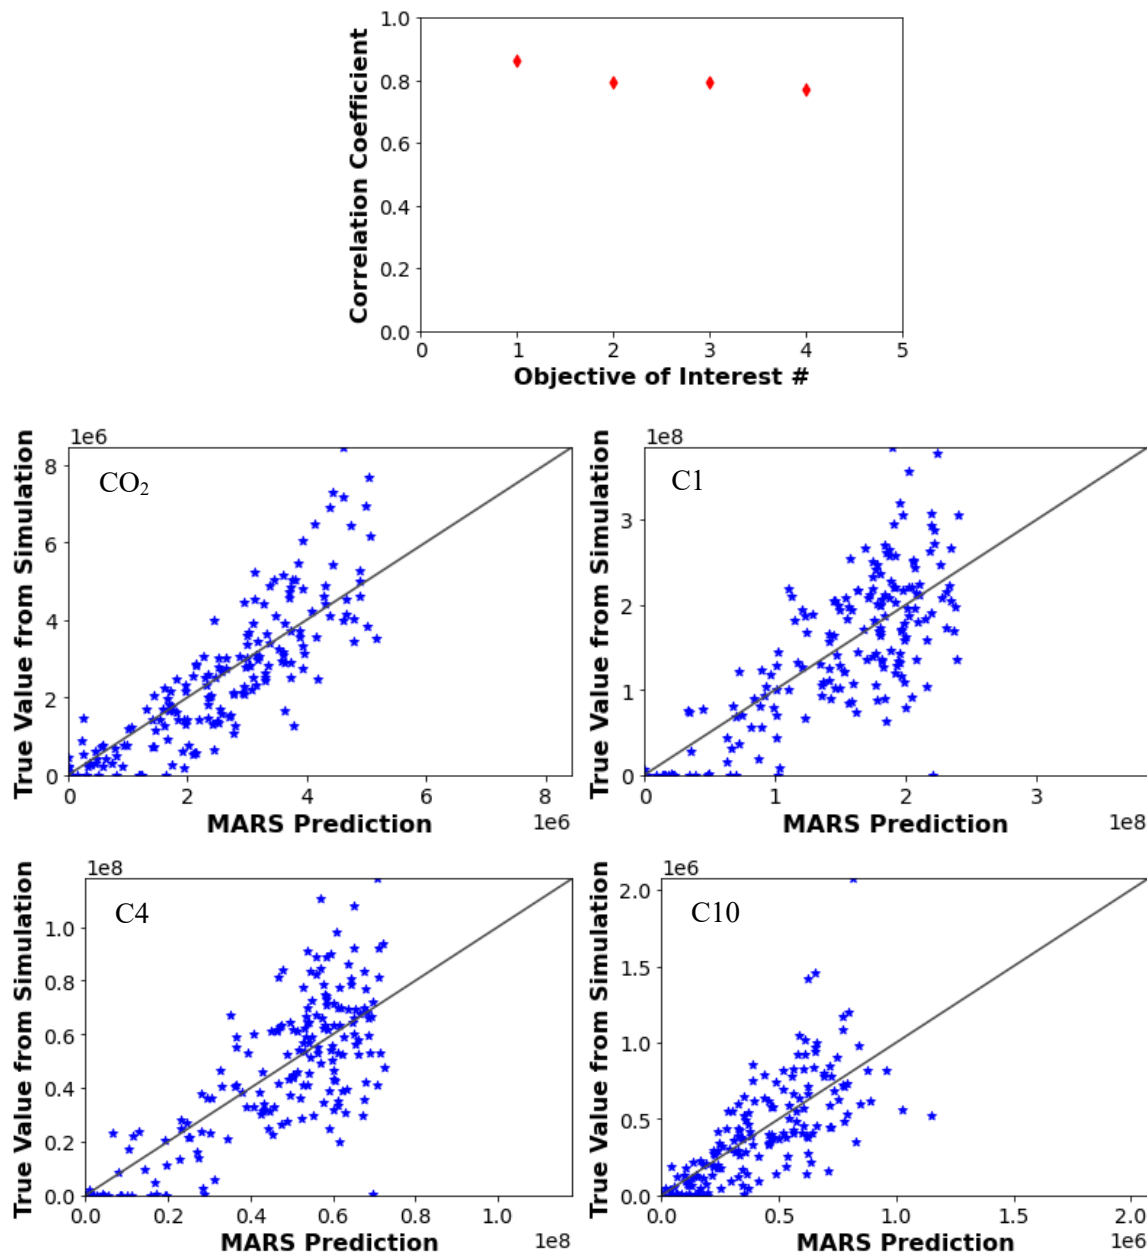 1.0
0.8
0.6
0.4
0.2
0.0
Correlation Coefficient
0 1 2 3 4 5
Objective of Interest #
1e6
CO₂
8
6
4
2
0
True Value from Simulation
0 2 4 6 8
MARS Prediction
1e6
1e8
C1
3
2
1
0
True Value from Simulation
0 1 2 3
MARS Prediction
1e8
1e8
C4
1.0
0.8
0.6
0.4
0.2
0.0
True Value from Simulation
0.0 0.2 0.4 0.6 0.8 1.0
MARS Prediction
1e8
1e6
C10
2.0
1.5
1.0
0.5
0.0
True Value from Simulation
0.0 0.5 1.0 1.5 2.0
MARS Prediction
1e6